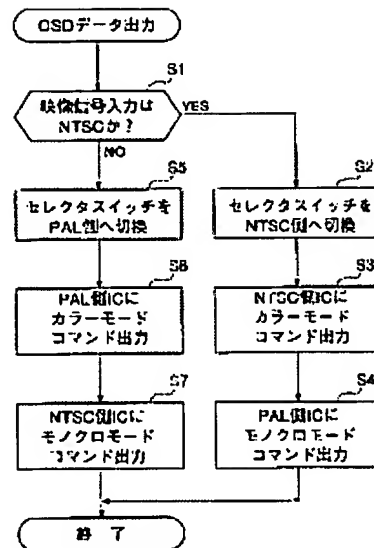 OSDデータ出力
S1
映像信号入力は
NTSCか？
YES
NO
S5
セレクタスイッチを
PAL側へ切換
S6
PAL側ICに
カラーモード
コマンド出力
S7
NTSC側ICに
モノクロモード
コマンド出力
S2
セレクタスイッチを
NTSC側へ切換
S3
NTSC側ICに
カラーモード
コマンド出力
S4
PAL側ICに
モノクロモード
コマンド出力
終了